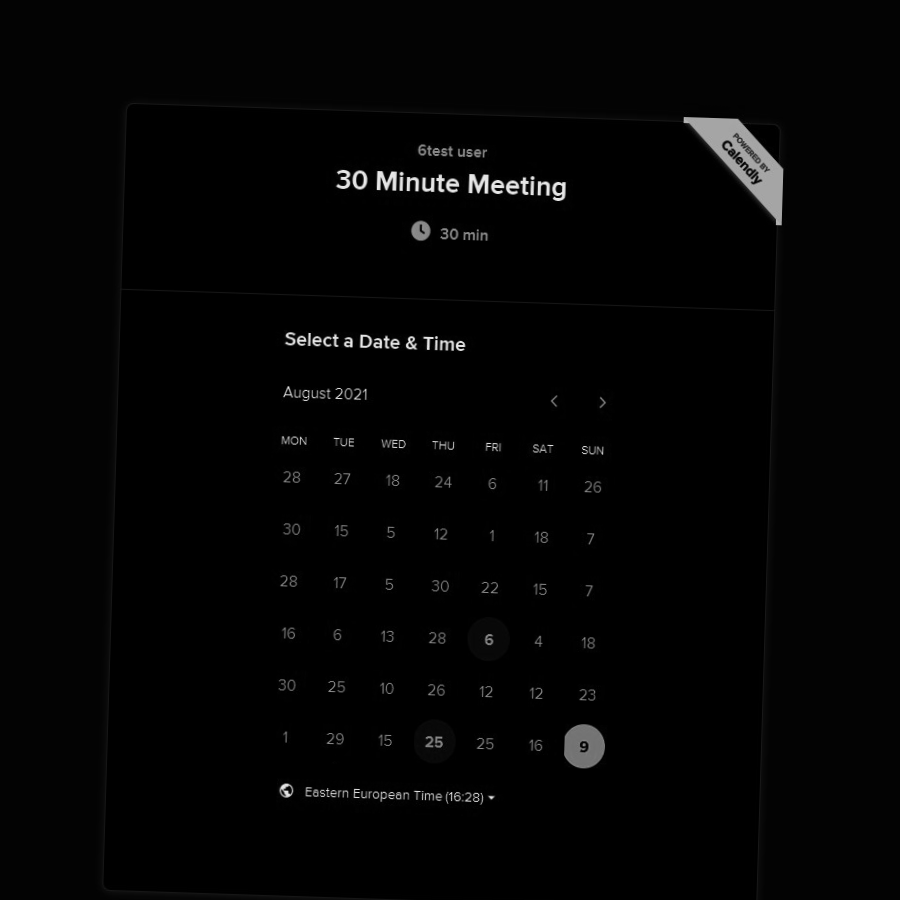 POWERED BY
Calendly
6test user
30 Minute Meeting
30 min
Select a Date & Time
August 2021
MON TUE WED THU FRI SAT SUN
28 27 18 24 6 11 26
30 15 5 12 1 18 7
28 17 5 30 22 15 7
16 6 13 28 6 4 18
30 25 10 26 12 12 23
1 29 15 25 25 16 9
Eastern European Time (16:28)